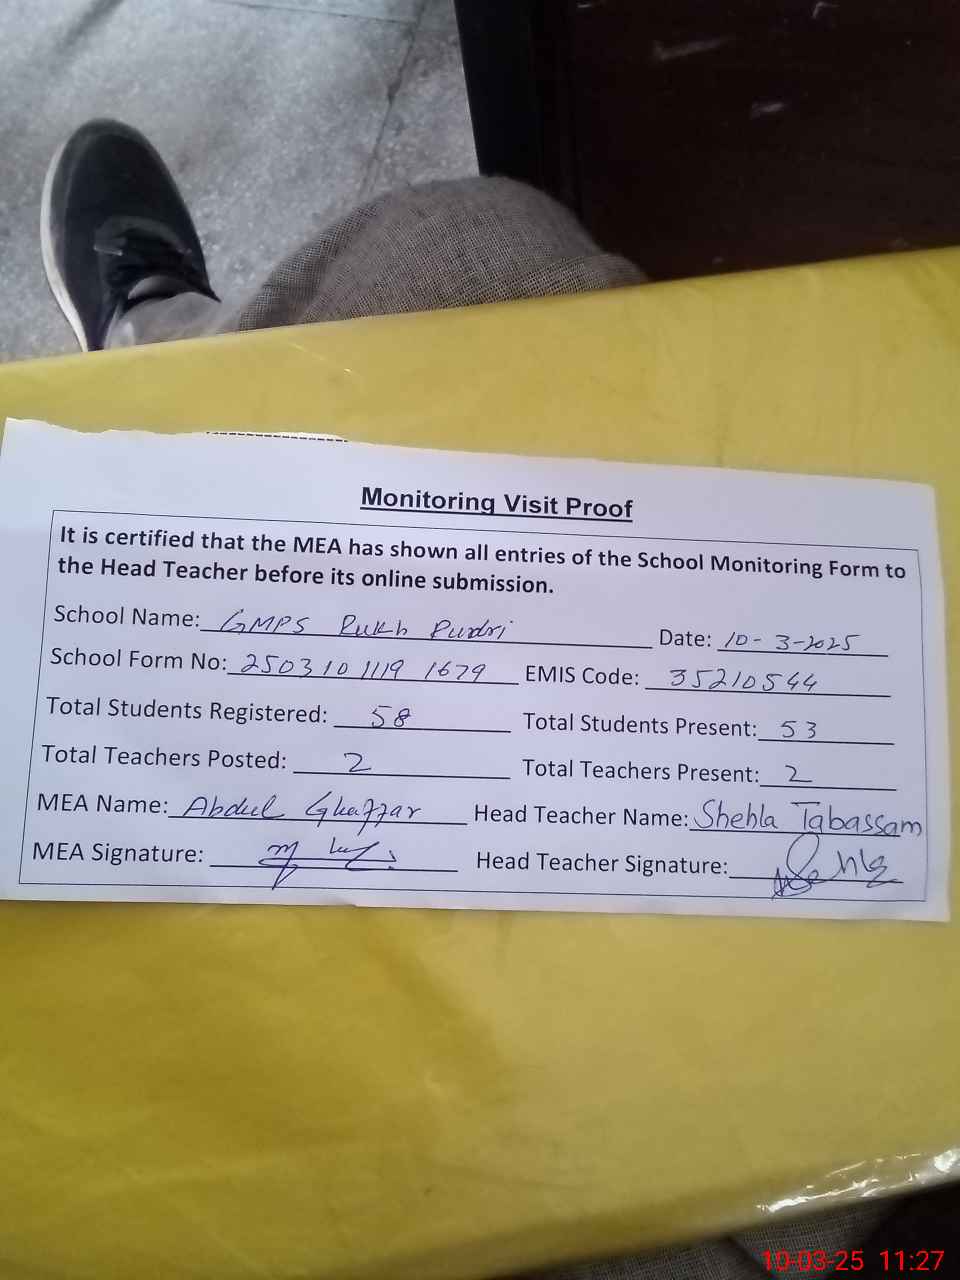 Monitoring Visit Proof
It is certified that the MEA has shown all entries of the School Monitoring Form to
the Head Teacher before its online submission.
School Name: GMPS Rukh Purdri Date: 10-3-2025
School Form No: 2503101119 1679 EMIS Code: 35210544
Total Students Registered: 58 Total Students Present: 53
Total Teachers Posted: 2 Total Teachers Present: 2
MEA Name: Abdul Ghaffar Head Teacher Name: Shehla Tabassam
MEA Signature: Head Teacher Signature:
10-03-25 11:27